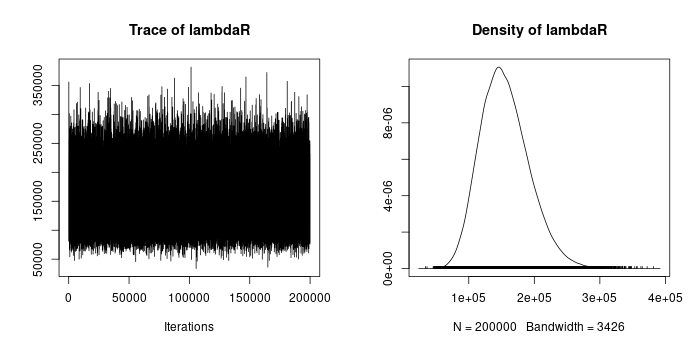 Trace of lambdaR
350000
250000
150000
50000
0
50000
100000
150000
200000
Iterations
Density of lambdaR
8e-06
4e-06
0e+00
1e+05
2e+05
3e+05
4e+05
N = 200000 Bandwidth = 3426